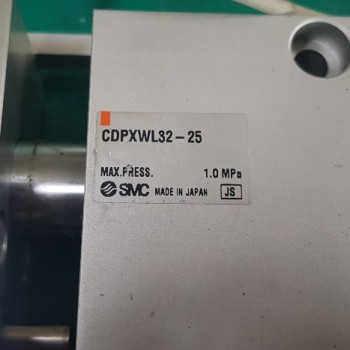 CDPXWL32-25
MAX.PRESS. 1.0 MPa
SMC MADE IN JAPAN JS